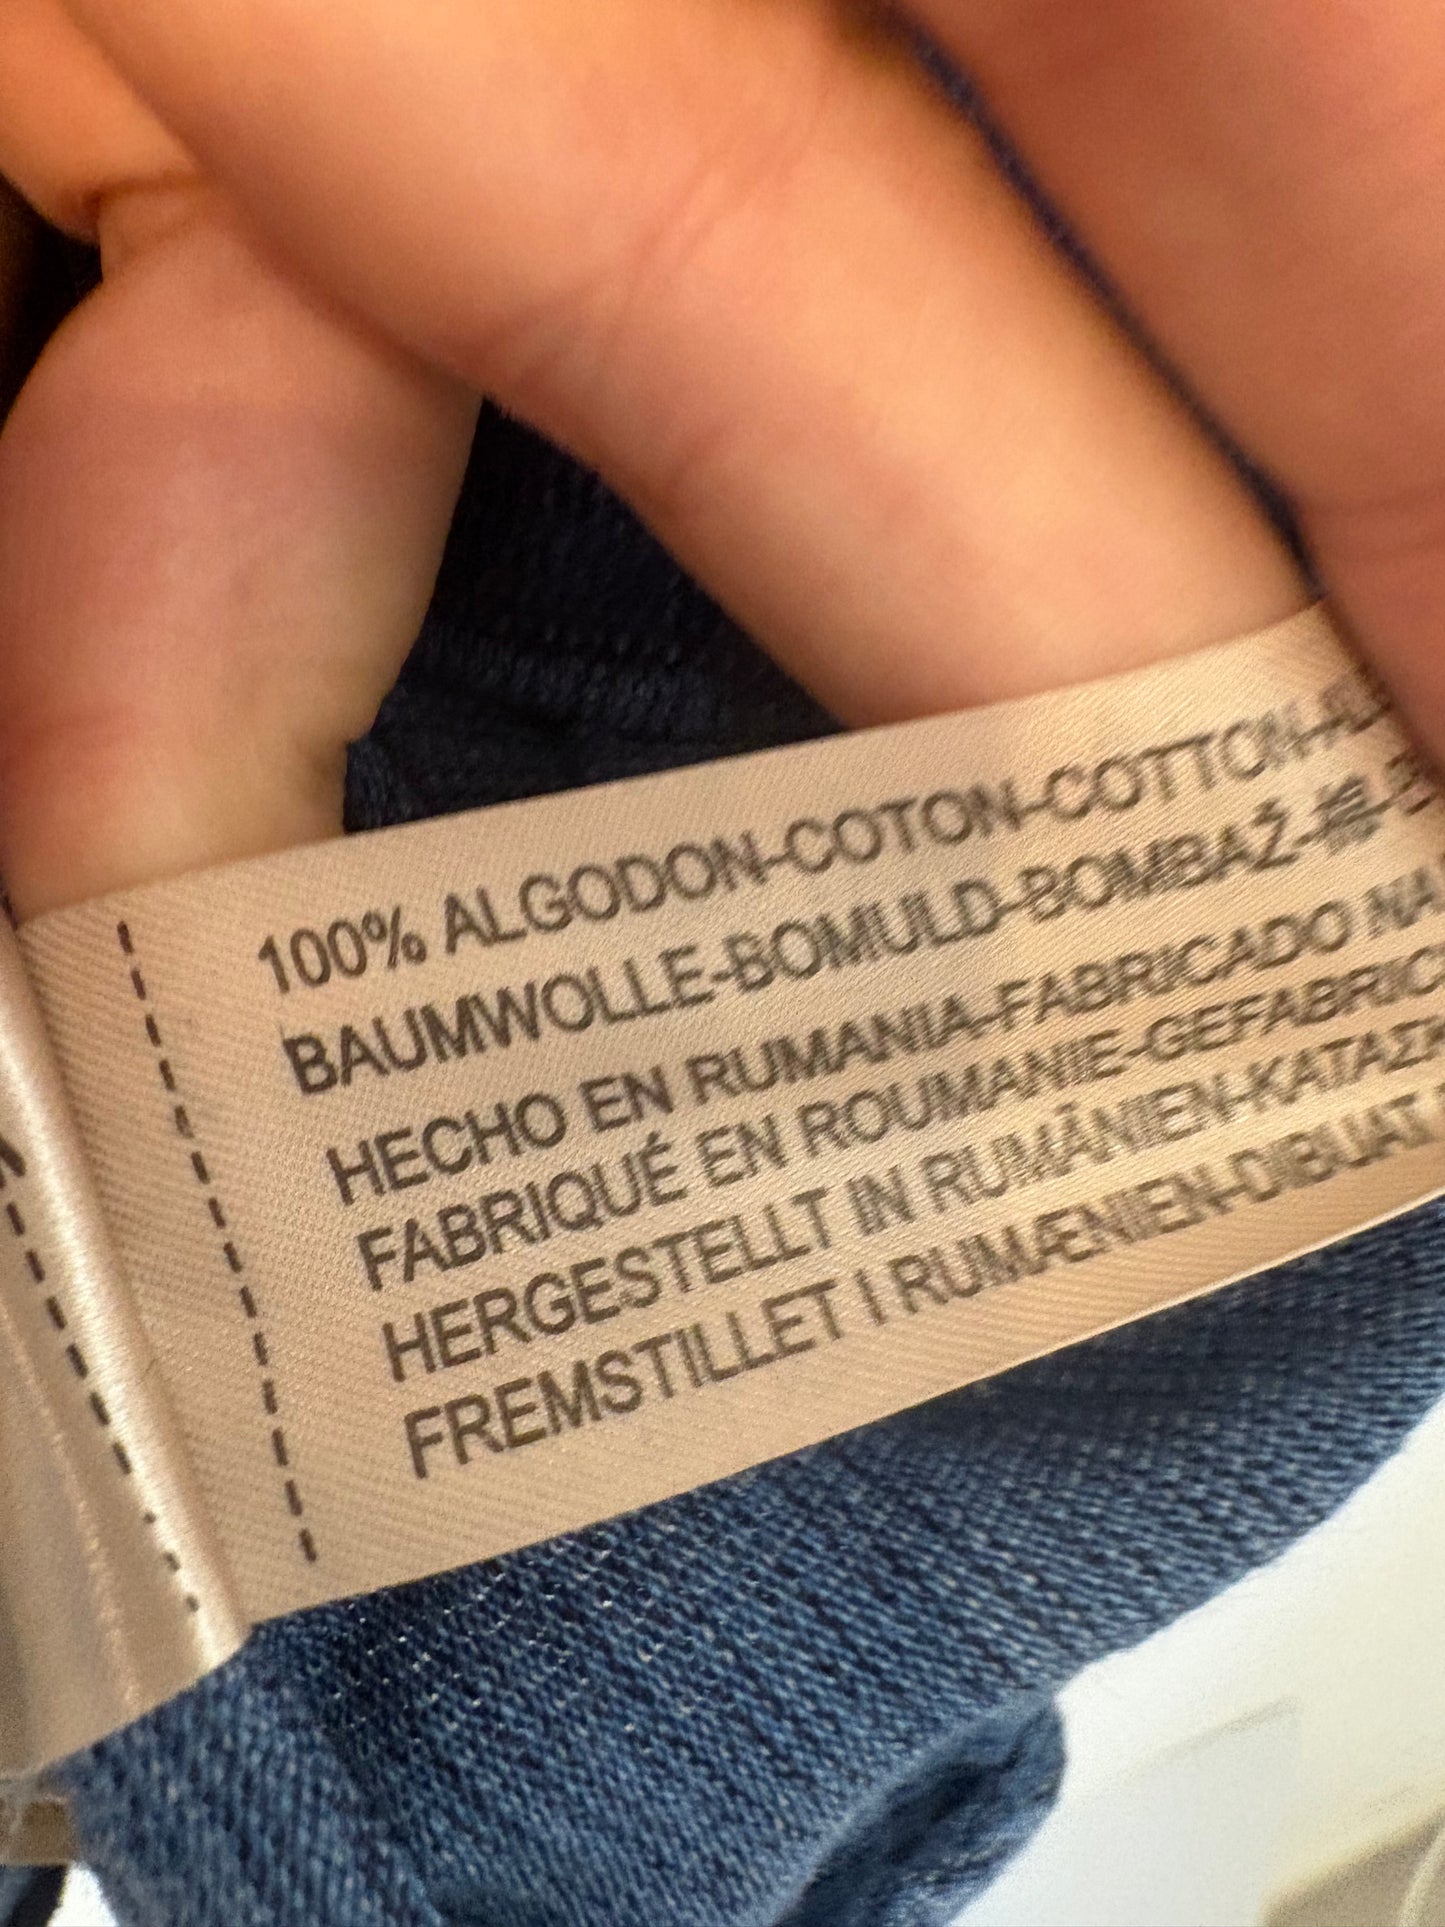 100% ALGODON-COTON-COTTON-
BAUMWOLLE-BOMULD-BOMBAŽ-棉-
HECHO EN RUMANIA-FABRICADO NA
FABRIQUÉ EN ROUMANIE-GEFABRIC
HERGESTELLT IN RUMÄNIEN-ΚΑΤΑΣΚ
FREMSTILLET I RUMÆNIEN-DIBUAT